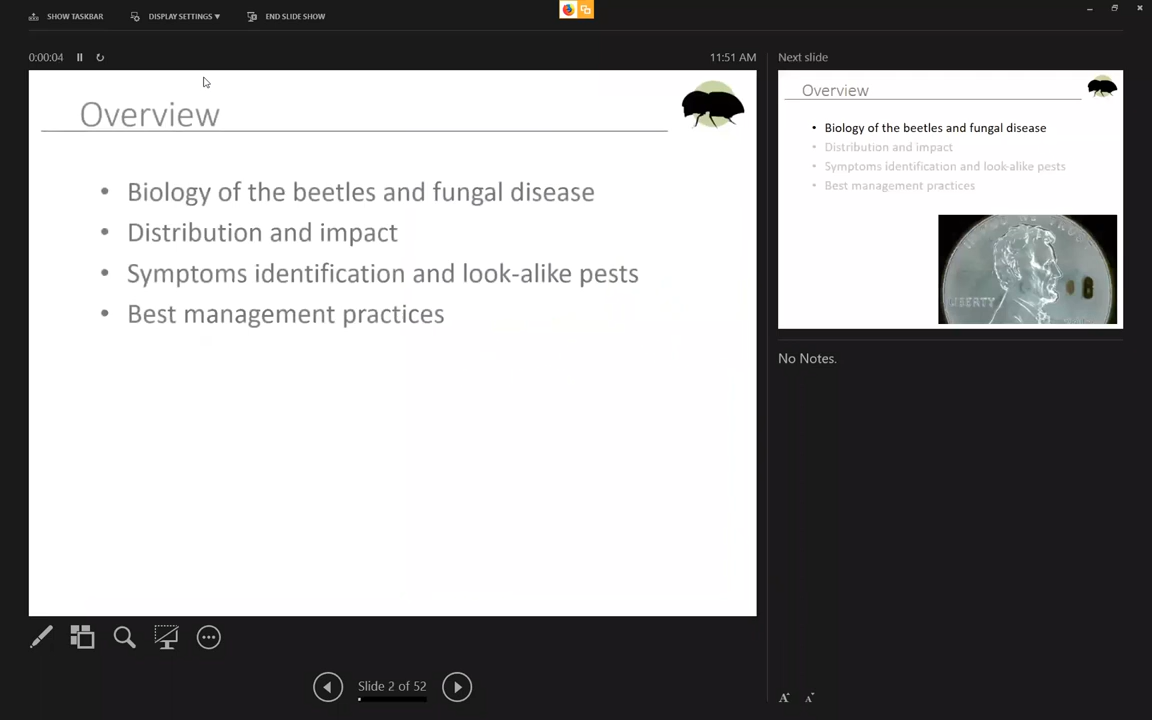 SHOW TASKBAR
DISPLAY SETTINGS ▼
END SLIDE SHOW
0:00:04
11:51 AM
Overview
• Biology of the beetles and fungal disease
• Distribution and impact
• Symptoms identification and look-alike pests
• Best management practices
Slide 2 of 52
Next slide
Overview
• Biology of the beetles and fungal disease
• Distribution and impact
• Symptoms identification and look-alike pests
• Best management practices
LIBERTY
No Notes.
A A